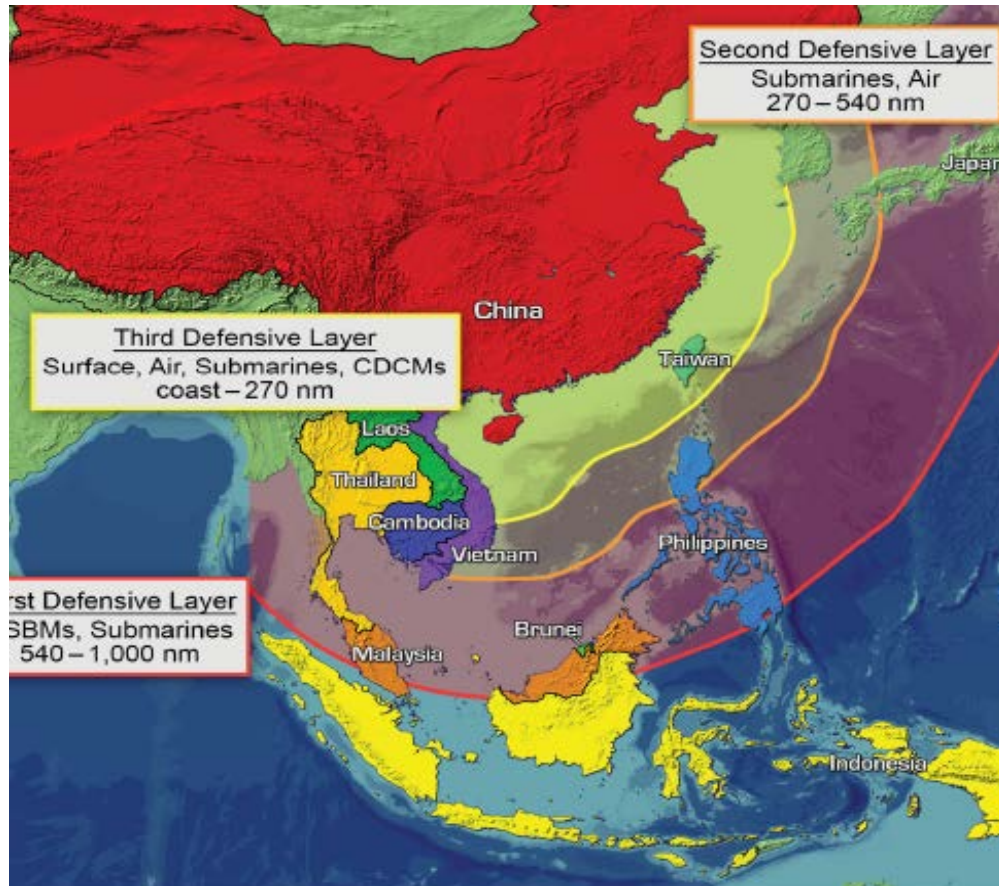 Second Defensive Layer
Submarines, Air
270 – 540 nm
Japan
China
Third Defensive Layer
Surface, Air, Submarines, CDCMs
coast – 270 nm
Taiwan
Laos
Thailand
Cambodia
Vietnam
Philippines
rst Defensive Layer
SBMs, Submarines
540 – 1,000 nm
Brunei
Malaysia
Indonesia